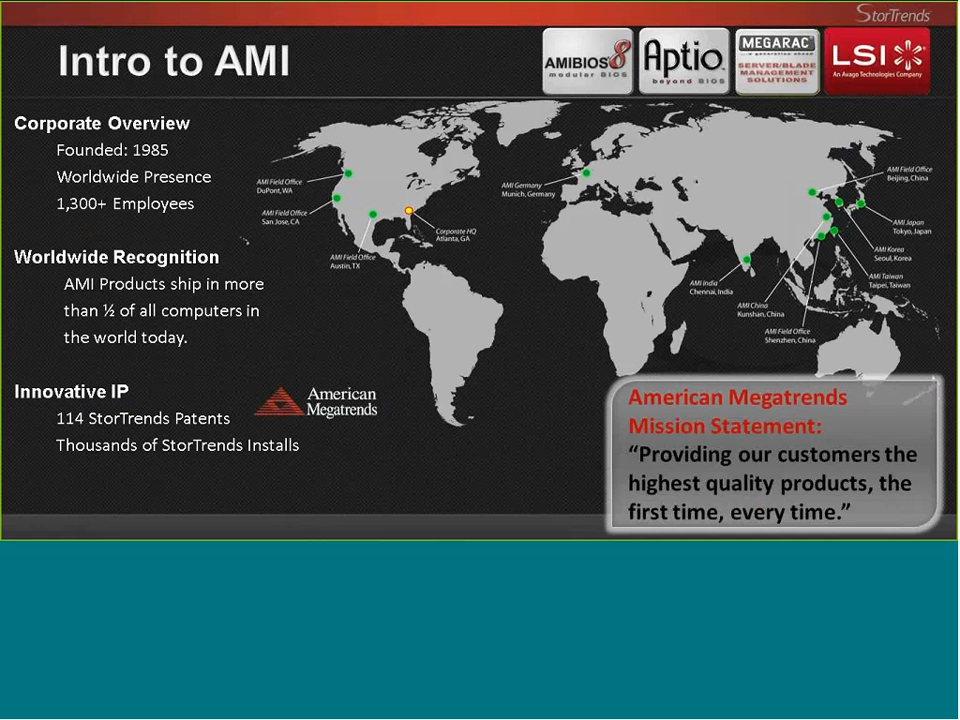 StorTrends
Intro to AMI
AMIBIOS8
modular BIOS
Aptio
beyond BIOS
MEGARAC
SERVER/BLADE
MANAGEMENT
SOLUTIONS
LSI
An Avago Technologies Company
Corporate Overview
Founded: 1985
Worldwide Presence
1,300+ Employees
Worldwide Recognition
AMI Products ship in more
than ½ of all computers in
the world today.
Innovative IP
114 StorTrends Patents
Thousands of StorTrends Installs
American
Megatrends
AMI Field Office
DuPont, WA
AMI Field Office
San Jose, CA
AMI Field Office
Austin, TX
Corporate HQ
Atlanta, GA
AMI Germany
Munich, Germany
AMI Field Office
Beijing, China
AMI Japan
Tokyo, Japan
AMI Korea
Seoul, Korea
AMI Taiwan
Taipei, Taiwan
AMI India
Chennai, India
AMI China
Kunshan, China
AMI Field Office
Shenzhen, China
American Megatrends
Mission Statement:
“Providing our customers the
highest quality products, the
first time, every time.”